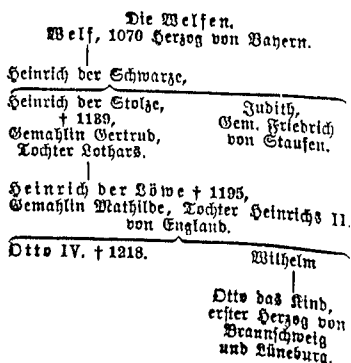 Die Welfen.
Welf, 1070 Herzog von Bayern.
Heinrich der Schwarze,
Heinrich der Stolze,
† 1139,
Gemahlin Gertrud,
Tochter Lothars.
Judith,
Gem. Friedrich
von Staufen.
Heinrich der Löwe † 1195,
Gemahlin Mathilde, Tochter Heinrichs II.
von England.
Otto IV. † 1218.
Wilhelm
Otto das Kind,
erster Herzog von
Braunschweig
und Lüneburg.